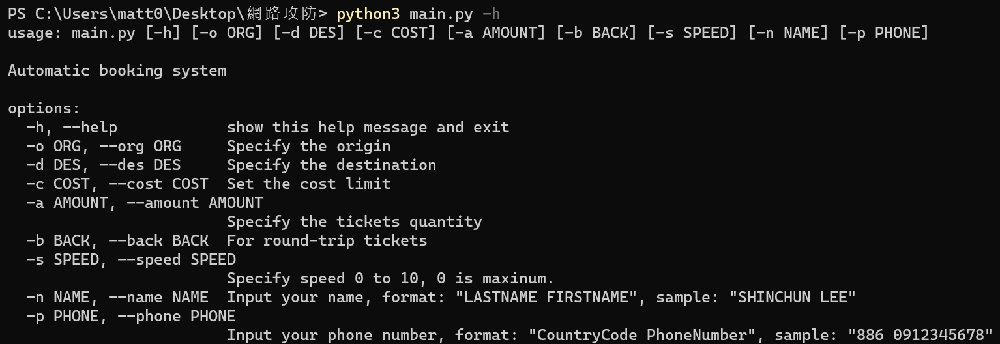 PS C:\Users\matt0\Desktop\網路攻防> python3 main.py -h
usage: main.py [-h] [-o ORG] [-d DES] [-c COST] [-a AMOUNT] [-b BACK] [-s SPEED] [-n NAME] [-p PHONE]
Automatic booking system
options:
-h, --help show this help message and exit
-o ORG, --org ORG Specify the origin
-d DES, --des DES Specify the destination
-c COST, --cost COST Set the cost limit
-a AMOUNT, --amount AMOUNT
Specify the tickets quantity
-b BACK, --back BACK For round-trip tickets
-s SPEED, --speed SPEED
Specify speed 0 to 10, 0 is maxinum.
-n NAME, --name NAME Input your name, format: "LASTNAME FIRSTNAME", sample: "SHINCHUN LEE"
-p PHONE, --phone PHONE
Input your phone number, format: "CountryCode PhoneNumber", sample: "886 0912345678"